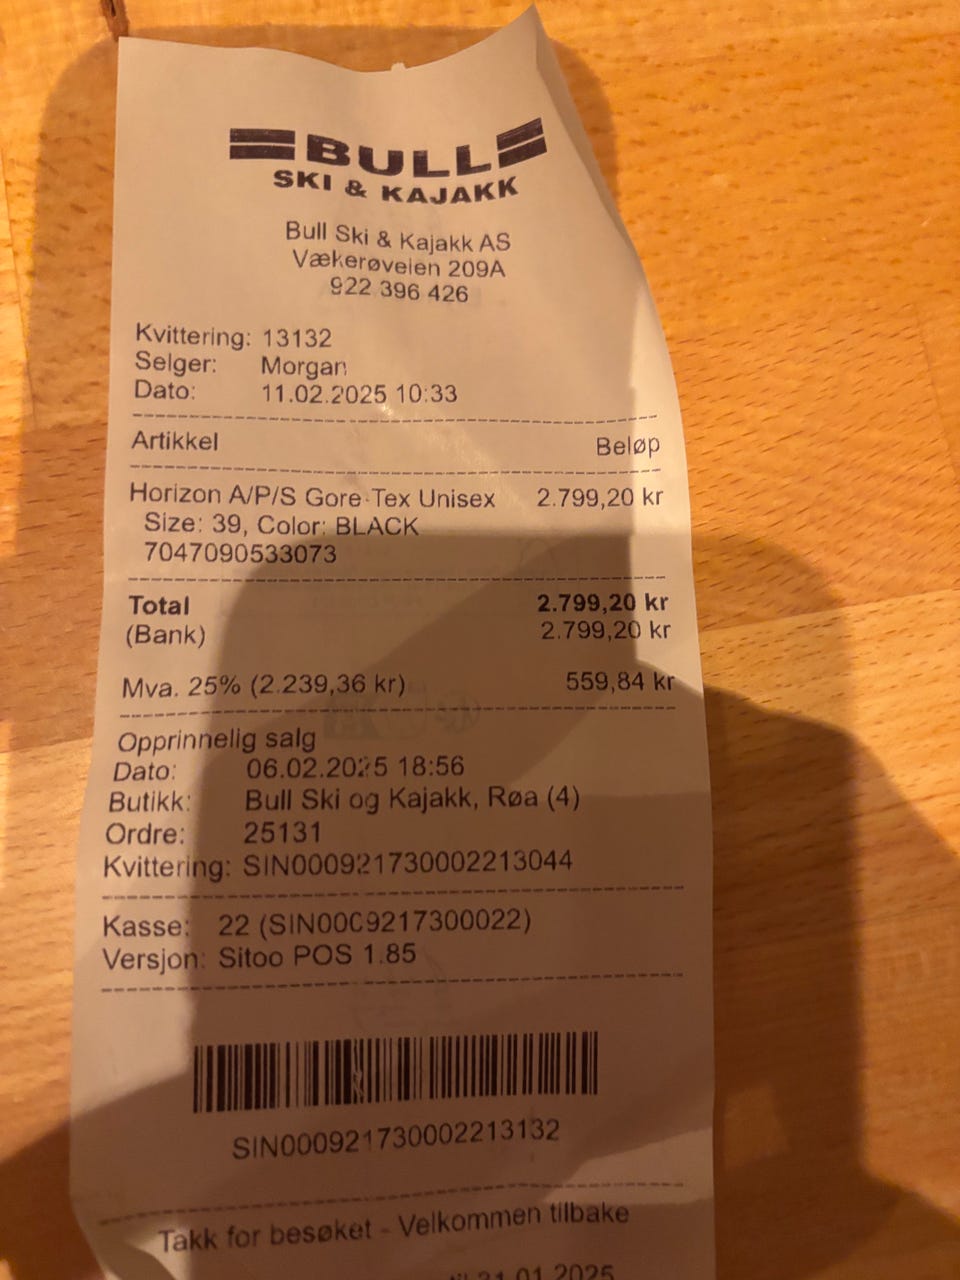 BULL
SKI & KAJAKK
Bull Ski & Kajakk AS
Vækerøveien 209A
922 396 426
Kvittering: 13132
Selger: Morgan
Dato: 11.02.2025 10:33
Artikkel Beløp
Horizon A/P/S Gore-Tex Unisex 2.799,20 kr
Size: 39, Color: BLACK
7047090533073
Total 2.799,20 kr
(Bank) 2.799,20 kr
Mva. 25% (2.239,36 kr) 559,84 kr
Opprinnelig salg
Dato: 06.02.2025 18:56
Butikk: Bull Ski og Kajakk, Røa (4)
Ordre: 25131
Kvittering: SIN000921730002213044
Kasse: 22 (SIN0009217300022)
Versjon: Sitoo POS 1.85
SIN000921730002213132
Takk for besøket - Velkommen tilbake
til 31.01.2025